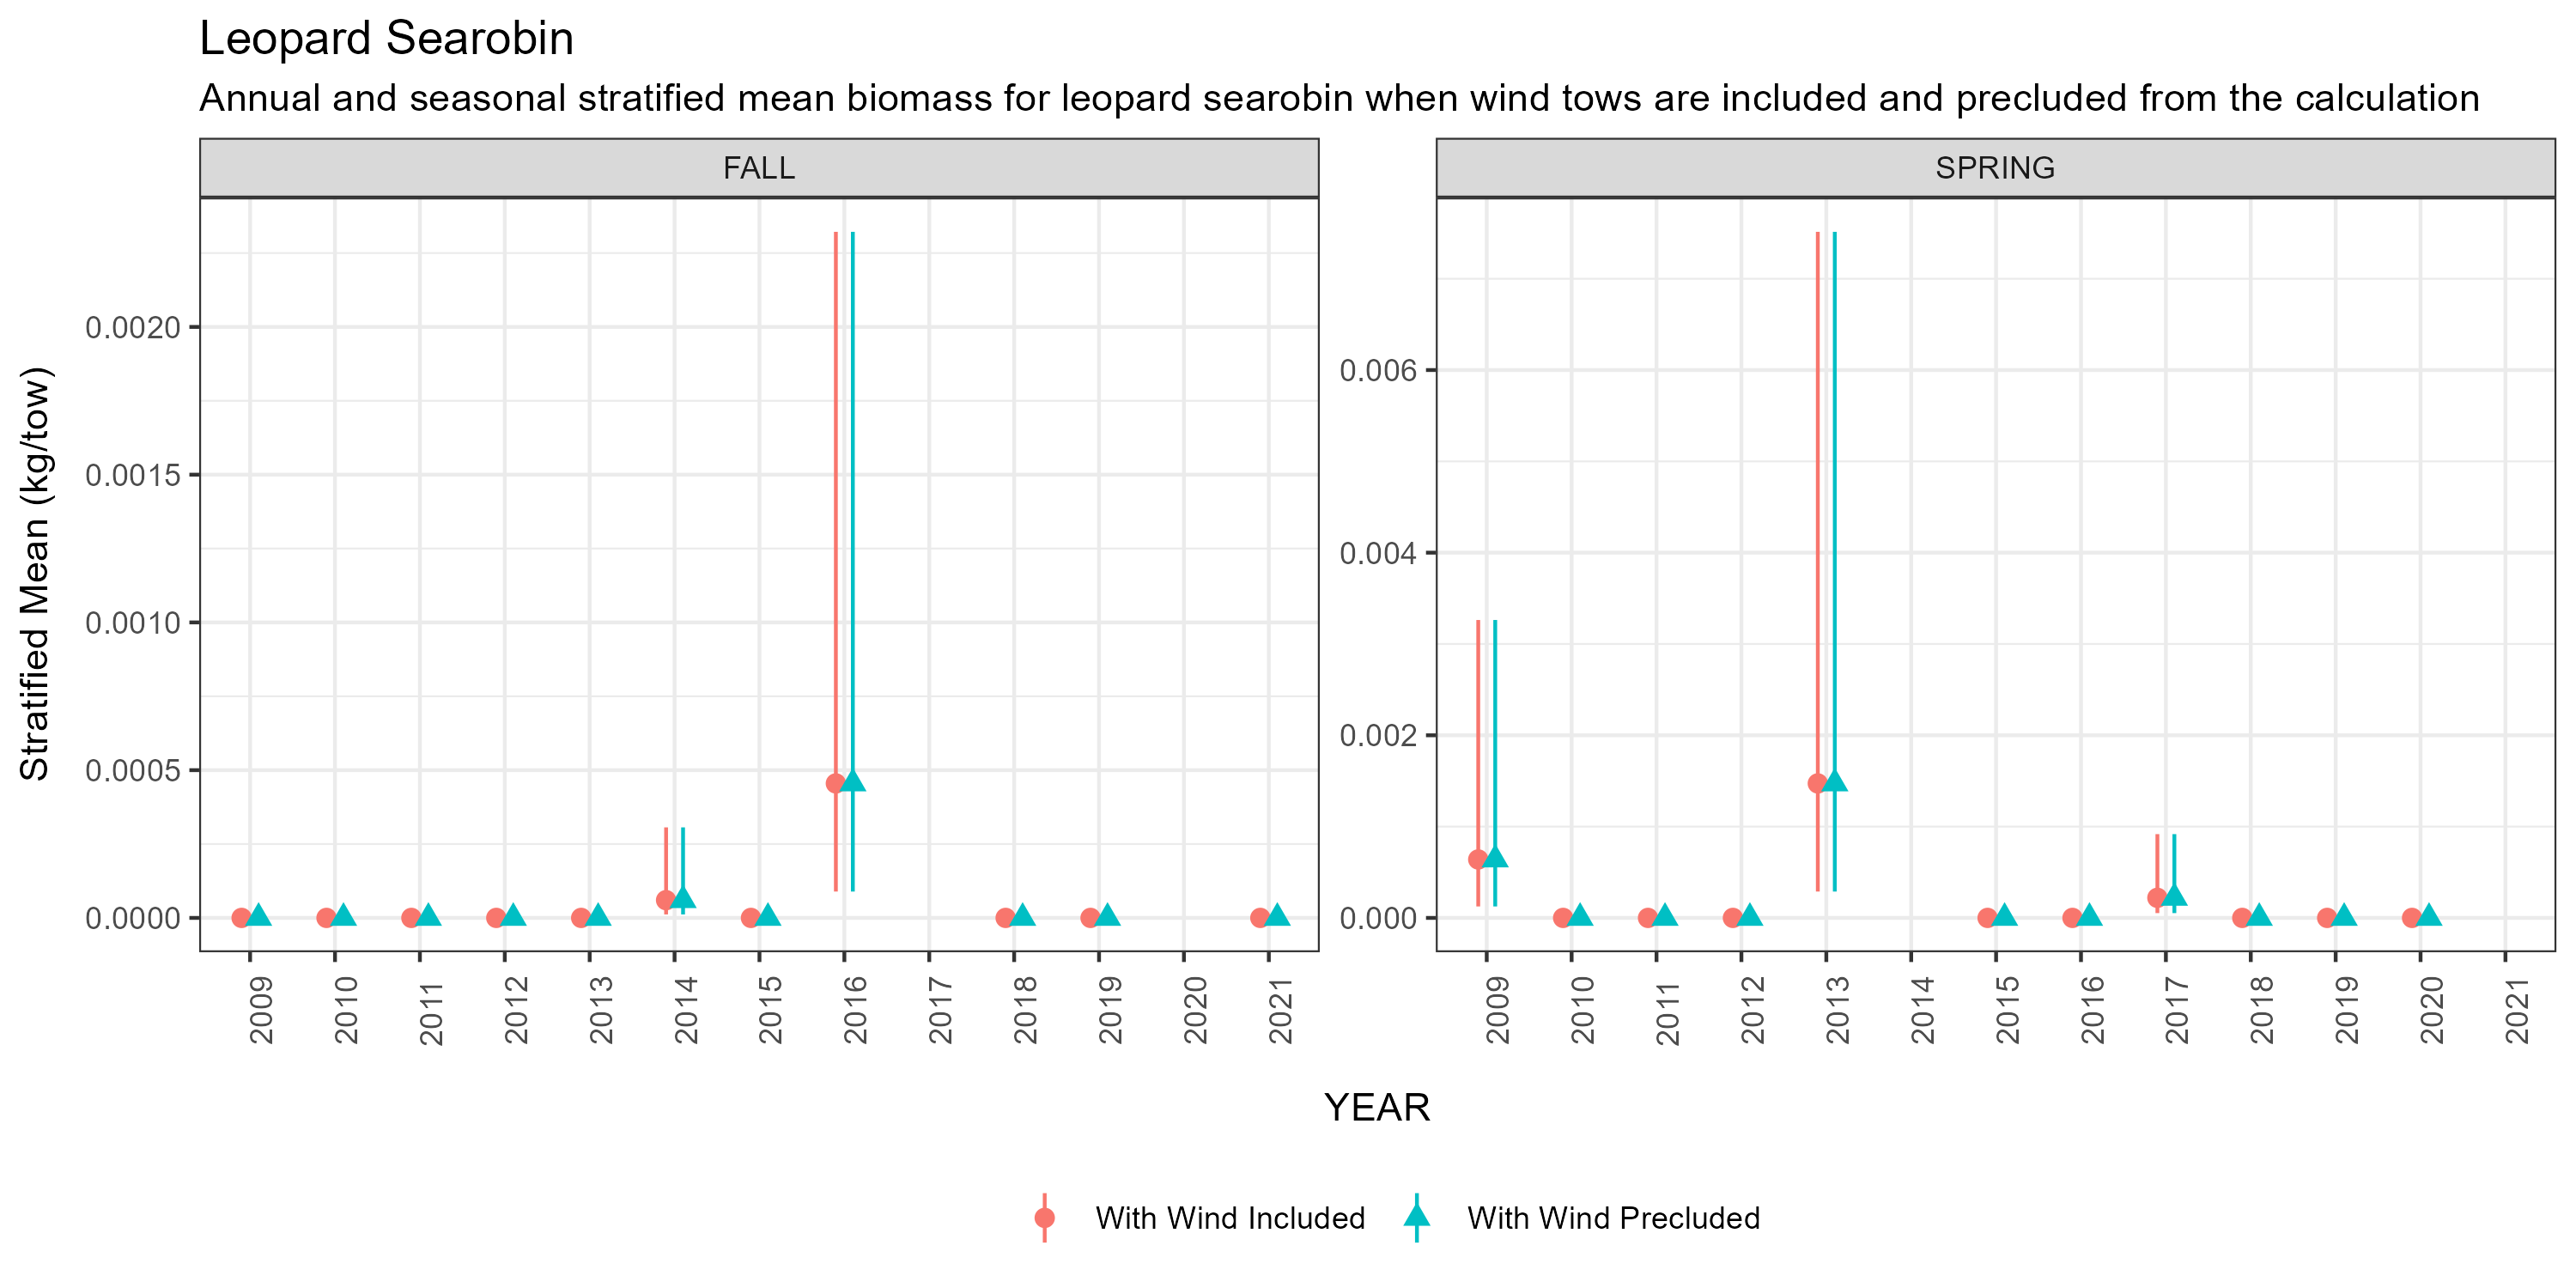 Leopard Searobin
Annual and seasonal stratified mean biomass for leopard searobin when wind tows are included and precluded from the calculation
FALL
SPRING
Stratified Mean (kg/tow)
0.0020
0.0015
0.0010
0.0005
0.0000
0.006
0.004
0.002
0.000
2009 2010 2011 2012 2013 2014 2015 2016 2017 2018 2019 2020 2021
2009 2010 2011 2012 2013 2014 2015 2016 2017 2018 2019 2020 2021
YEAR
With Wind Included With Wind Precluded